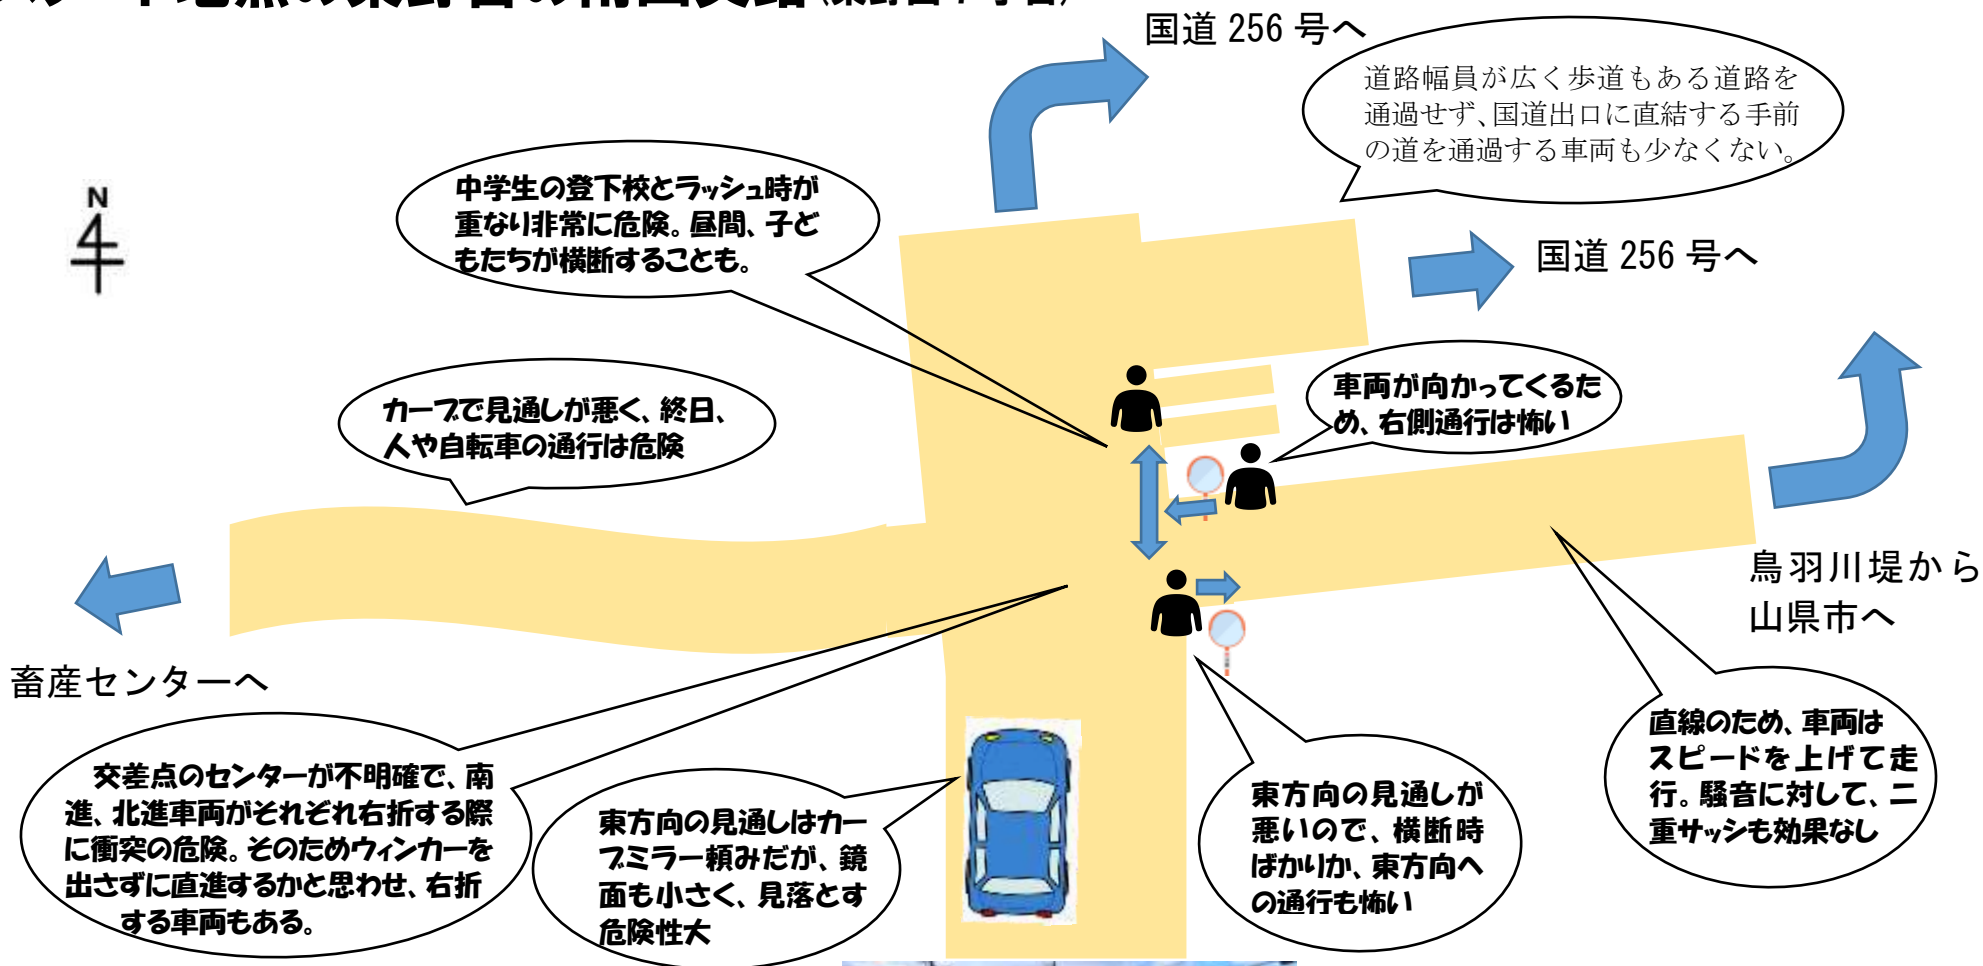 国道 256 号へ
道路幅員が広く歩道もある道路を
通過せず、国道出口に直結する手前
の道を通過する車両も少なくない。
中学生の登下校とラッシュ時が
重なり非常に危険。昼間、子ど
もたちが横断することも。
N
国道 256 号へ
車両が向かってくるた
め、右側通行は怖い
カーブで見通しが悪く、終日、
人や自転車の通行は危険
鳥羽川堤から
山県市へ
畜産センターへ
交差点のセンターが不明確で、南
進、北進車両がそれぞれ右折する際
に衝突の危険。そのためウィンカーを
出さずに直進するかと思わせ、右折
する車両もある。
東方向の見通しはカー
ブミラー頼みだが、鏡
面も小さく、見落とす
危険性大
東方向の見通しが
悪いので、横断時
ばかりか、東方向へ
の通行も怖い
直線のため、車両は
スピードを上げて走
行。騒音に対して、二
重サッシも効果なし